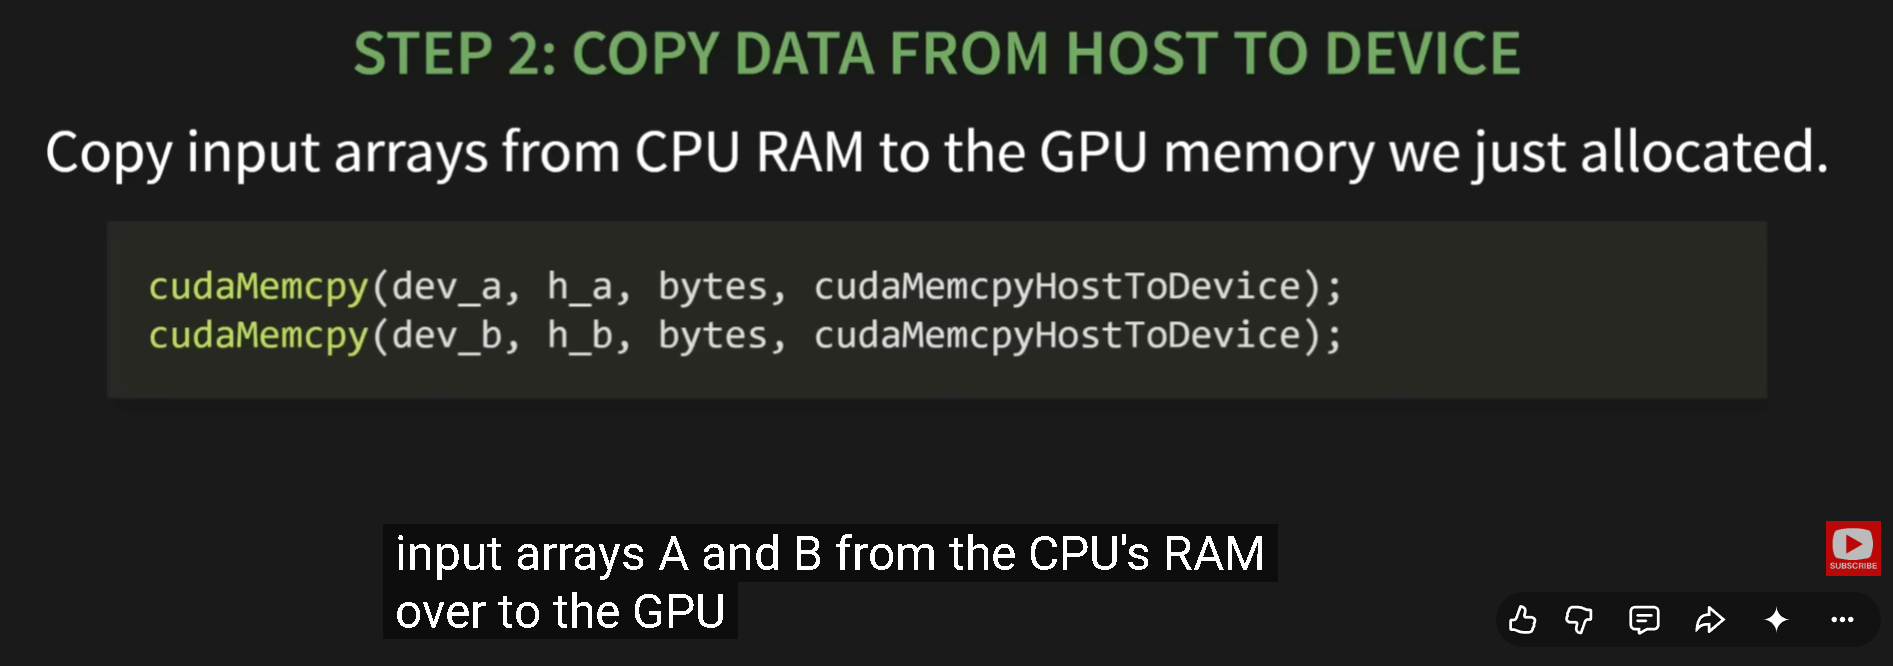 STEP 2: COPY DATA FROM HOST TO DEVICE
Copy input arrays from CPU RAM to the GPU memory we just allocated.
cudaMemcpy(dev_a, h_a, bytes, cudaMemcpyHostToDevice);
cudaMemcpy(dev_b, h_b, bytes, cudaMemcpyHostToDevice);
input arrays A and B from the CPU's RAM
over to the GPU
SUBSCRIBE